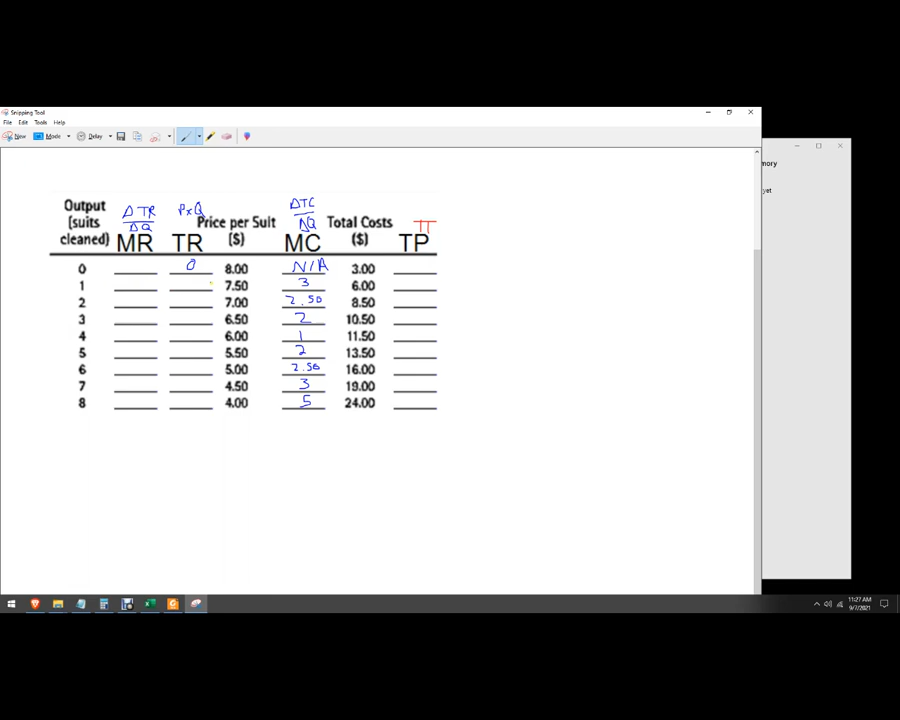 Snipping Tool
File Edit Tools Help
New Mode Delay
mory
yet
Output (suits cleaned) ΔTR/ΔQ MR PxQ TR Price per Suit ($) ΔTC/ΔQ MC Total Costs ($) π TP
0 0 8.00 N/A 3.00
1 7.50 3 6.00
2 7.00 2.50 8.50
3 6.50 2 10.50
4 6.00 1 11.50
5 5.50 2 13.50
6 5.00 2.50 16.00
7 4.50 3 19.00
8 4.00 5 24.00
11:27 AM
9/7/2021